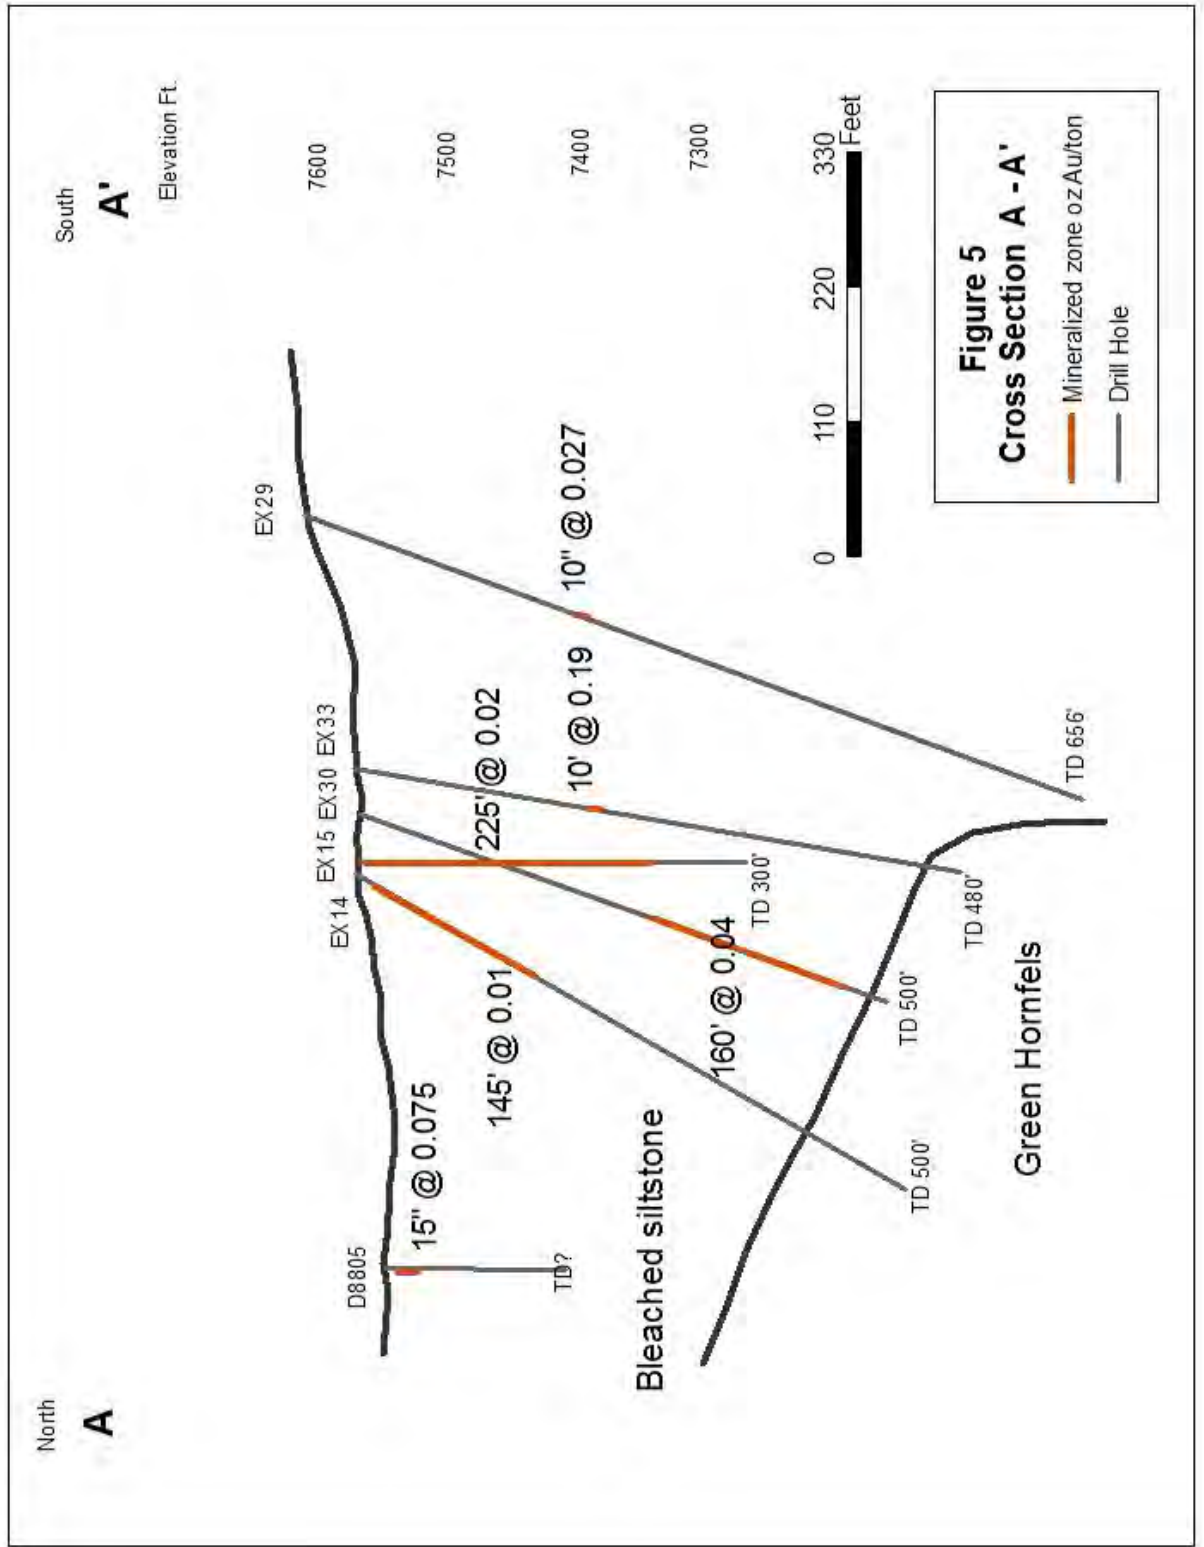 North
A
South
A'
Elevation Ft.
7600
7500
7400
7300
D8805
EX14
EX15
EX30
EX33
EX29
15" @ 0.075
145' @ 0.01
225' @ 0.02
10' @ 0.19
10" @ 0.027
160' @ 0.04
TD?
TD 500'
TD 500'
TD 300'
TD 480'
TD 656'
Bleached siltstone
Green Hornfels
0
110
220
330
Feet
Figure 5
Cross Section A - A'
Mineralized zone oz Au/ton
Drill Hole